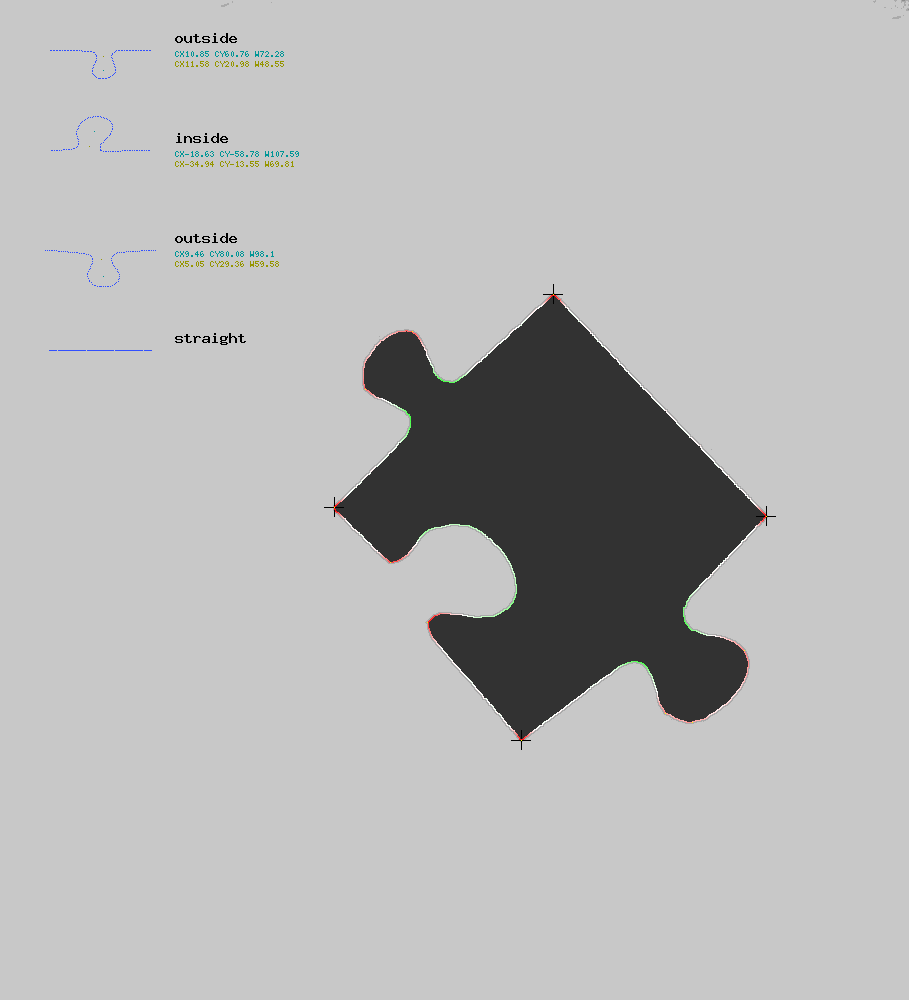 outside
CX10.85 CY60.76 W72.28
CX11.58 CY20.98 W48.55
inside
CX-18.63 CY-58.78 W107.59
CX-34.94 CY-13.55 W69.81
outside
CX9.46 CY80.08 W98.1
CX5.05 CY29.36 W59.58
straight